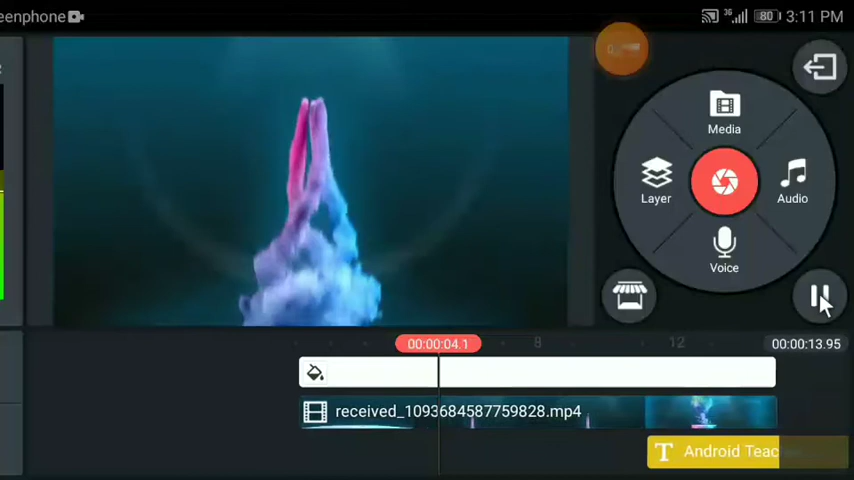 eenphone
80
3:11 PM
Media
Layer
Audio
Voice
00:00:04.1
8
12
00:00:13.95
received_1093684587759828.mp4
T Android Teac